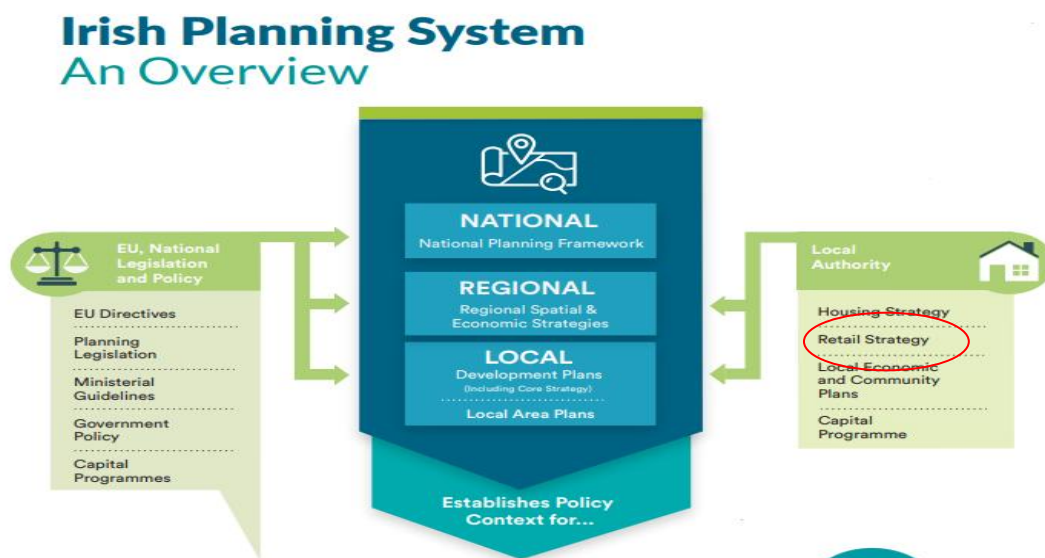 Irish Planning System
An Overview
EU, National
Legislation
and Policy
EU Directives
Planning
Legislation
Ministerial
Guidelines
Government
Policy
Capital
Programmes
NATIONAL
National Planning Framework
REGIONAL
Regional Spatial &
Economic Strategies
LOCAL
Development Plans
(Including Core Strategy)
Local Area Plans
Establishes Policy
Context for...
Local
Authority
Housing Strategy
Retail Strategy
Local Economic
and Community
Plans
Capital
Programme